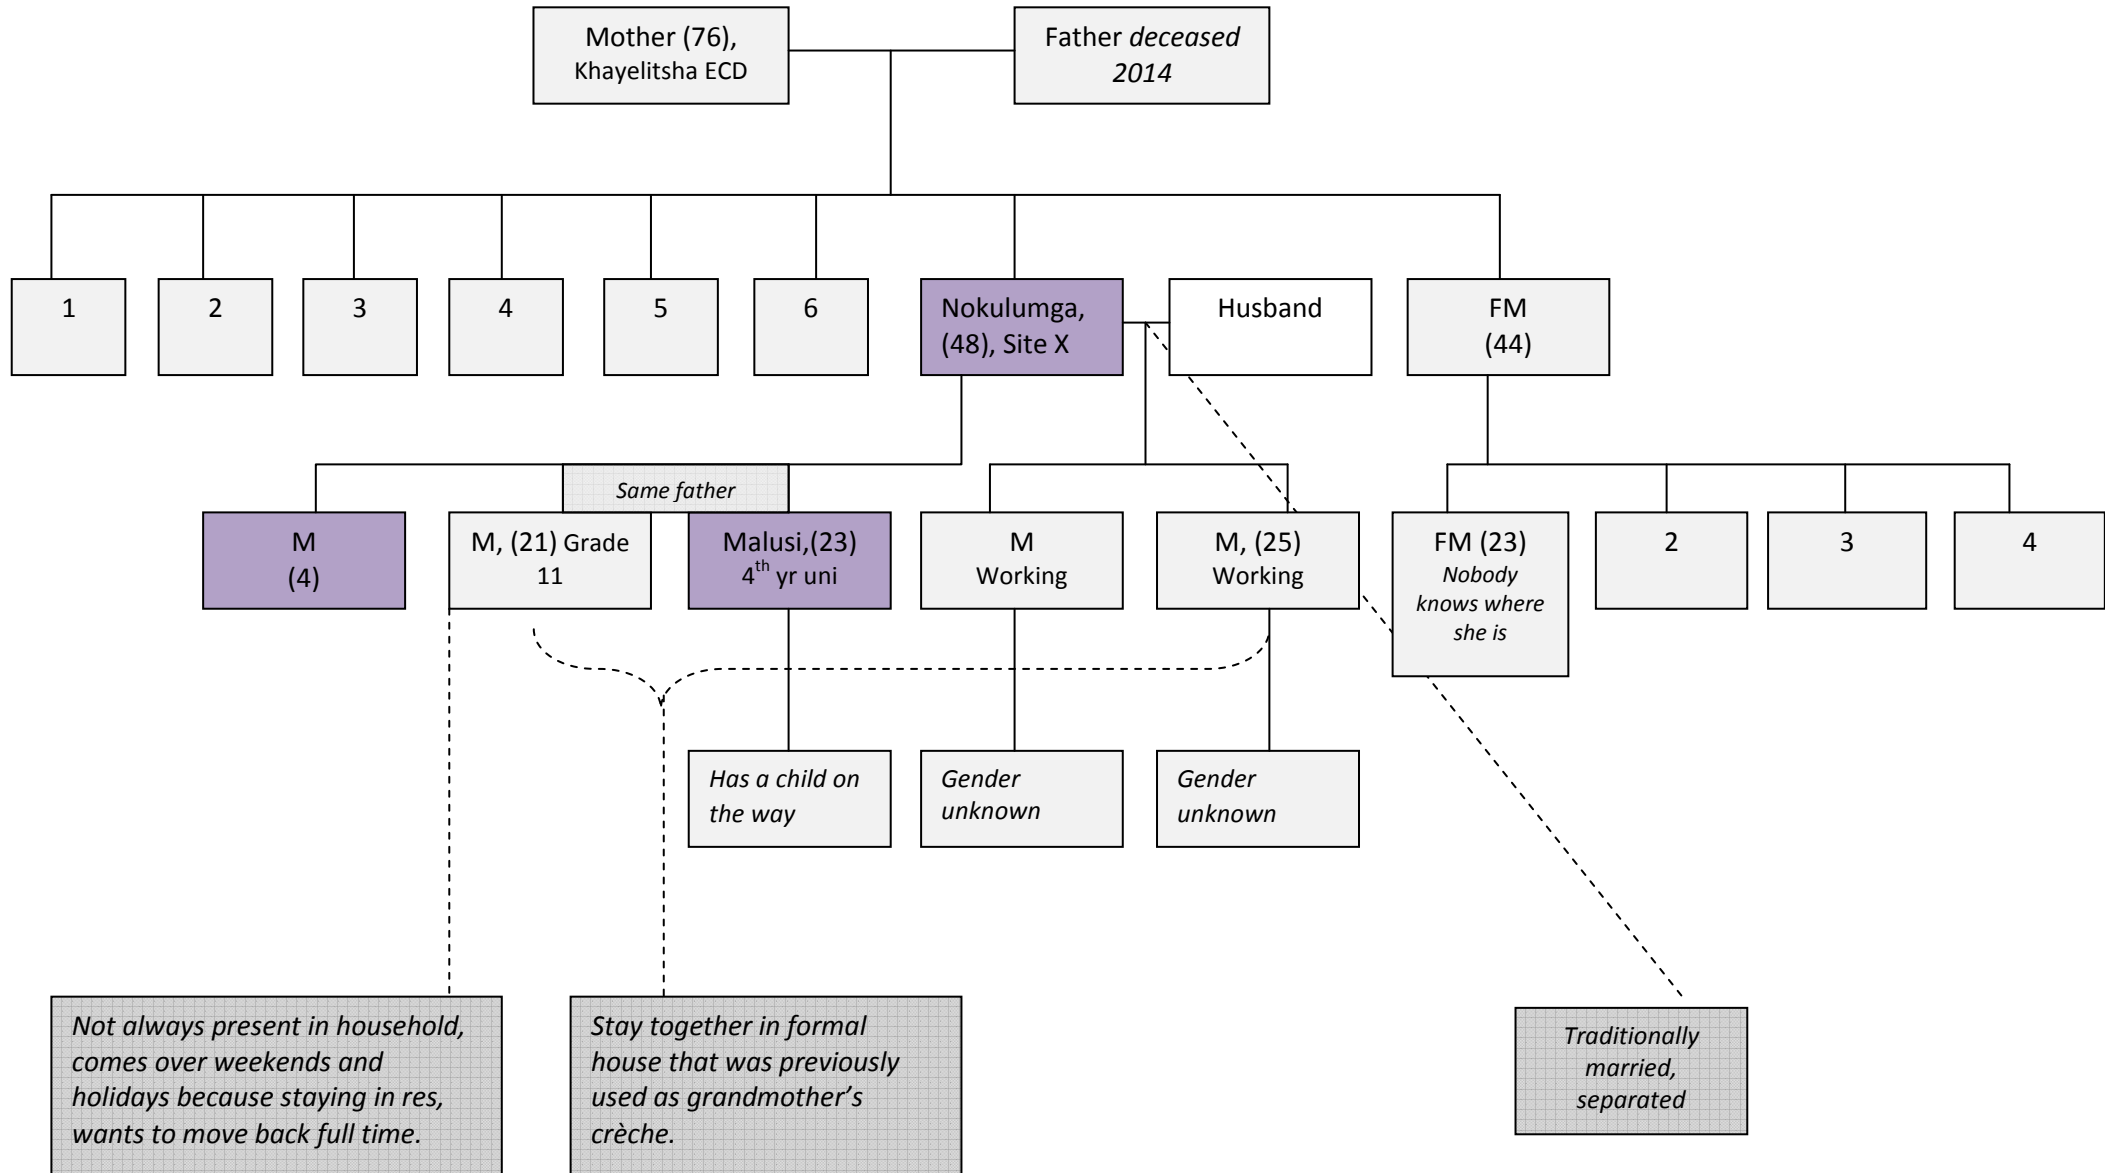 Mother (76),
Khayelitsha ECD
Father deceased
2014
1
2
3
4
5
6
Nokulumga,
(48), Site X
Husband
FM
(44)
Same father
M
(4)
M, (21) Grade
11
Malusi,(23)
4th yr uni
M
Working
M, (25)
Working
FM (23)
Nobody
knows where
she is
2
3
4
Has a child on
the way
Gender
unknown
Gender
unknown
Not always present in household,
comes over weekends and
holidays because staying in res,
wants to move back full time.
Stay together in formal
house that was previously
used as grandmother’s
crèche.
Traditionally
married,
separated